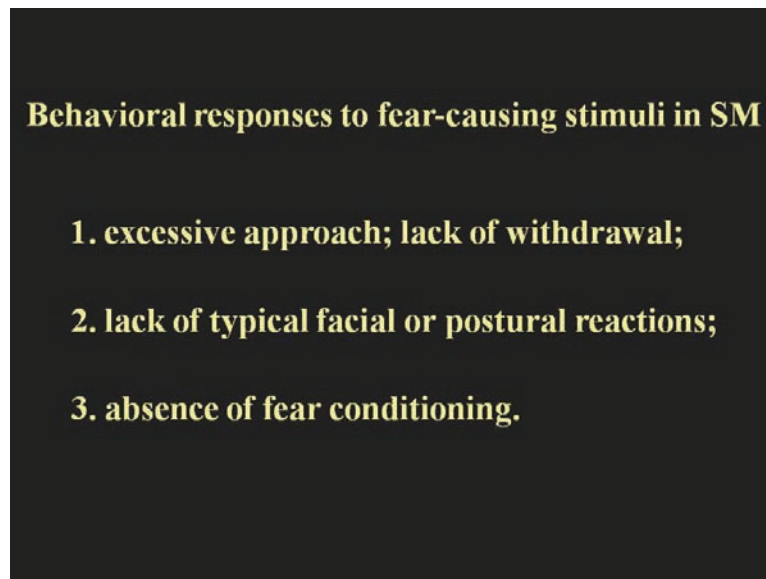 Behavioral responses to fear-causing stimuli in SM
1. excessive approach; lack of withdrawal;
2. lack of typical facial or postural reactions;
3. absence of fear conditioning.